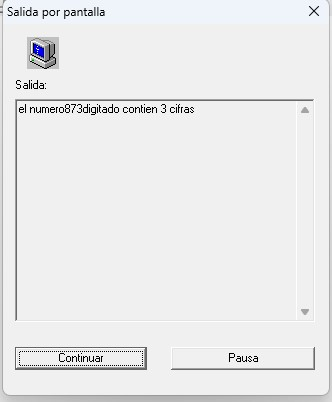 Salida por pantalla
Salida:
el numero873digitado contien 3 cifras
Continuar
Pausa